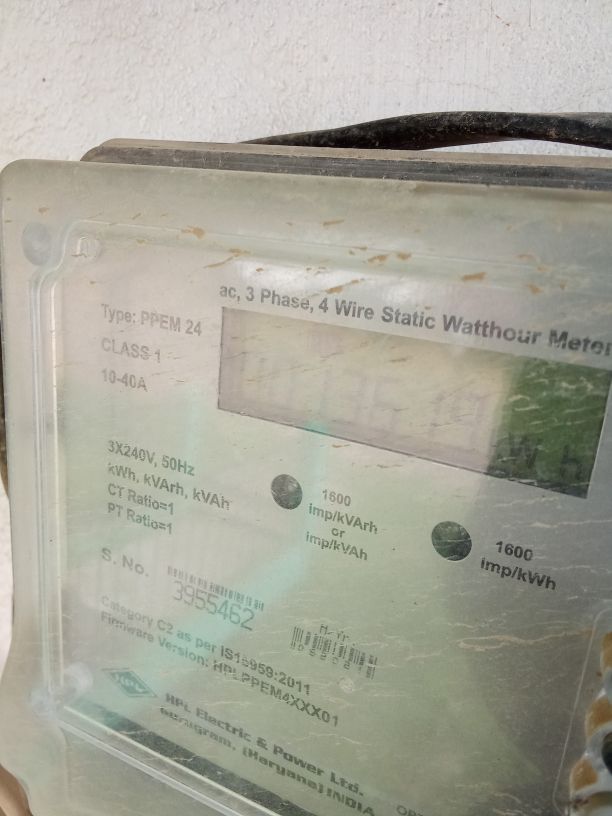 ac, 3 Phase, 4 Wire Static Watthour Meter
Type: PPEM 24
CLASS 1
10-40A
Wh
3X240V, 50Hz
kWh, kVArh, kVAh
CT Ratio=1
PT Ratio=1
1600
imp/kVArh
or
imp/kVAh
1600
imp/kWh
S. No.
3955462
Category C2 as per IS15959:2011
Firmware Version: HPLPPEM4XXX01
HPL
HPL Electric & Power Ltd.
Gurugram, (Haryana) INDIA